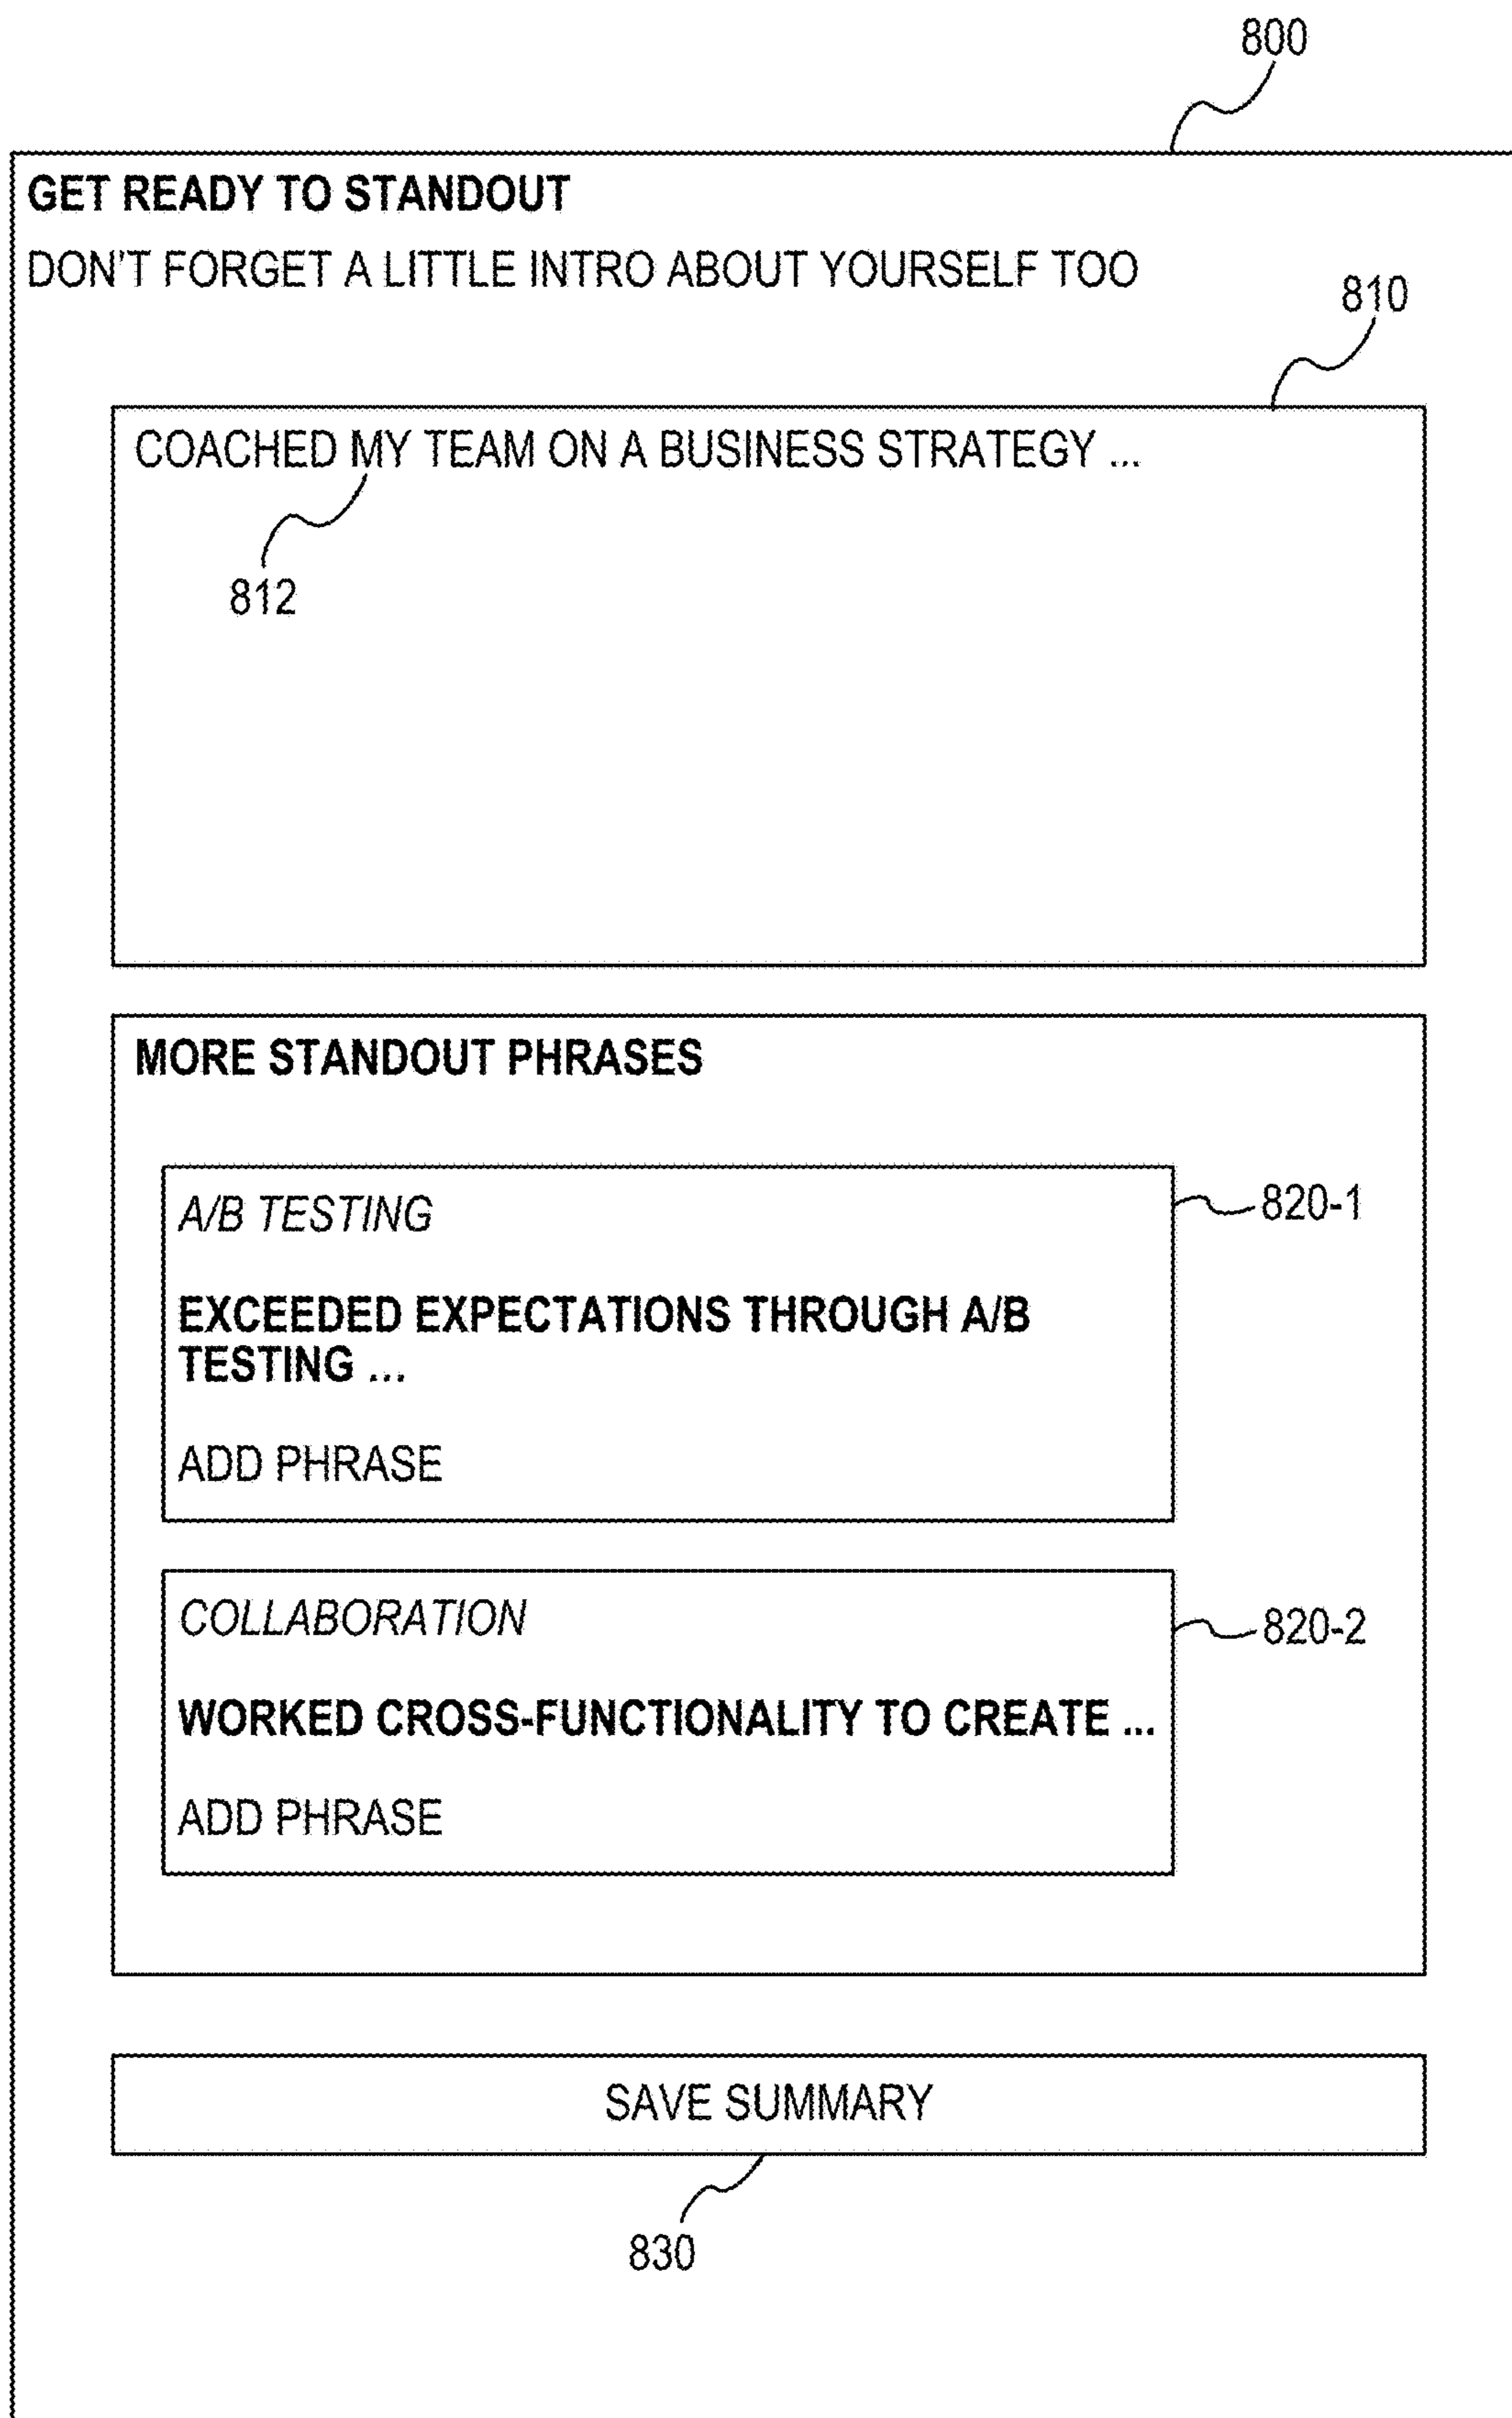 800
GET READY TO STANDOUT
DON'T FORGET A LITTLE INTRO ABOUT YOURSELF TOO
810
COACHED MY TEAM ON A BUSINESS STRATEGY ...
812
MORE STANDOUT PHRASES
A/B TESTING
820-1
EXCEEDED EXPECTATIONS THROUGH A/B
TESTING ...
ADD PHRASE
COLLABORATION
820-2
WORKED CROSS-FUNCTIONALITY TO CREATE ...
ADD PHRASE
SAVE SUMMARY
830